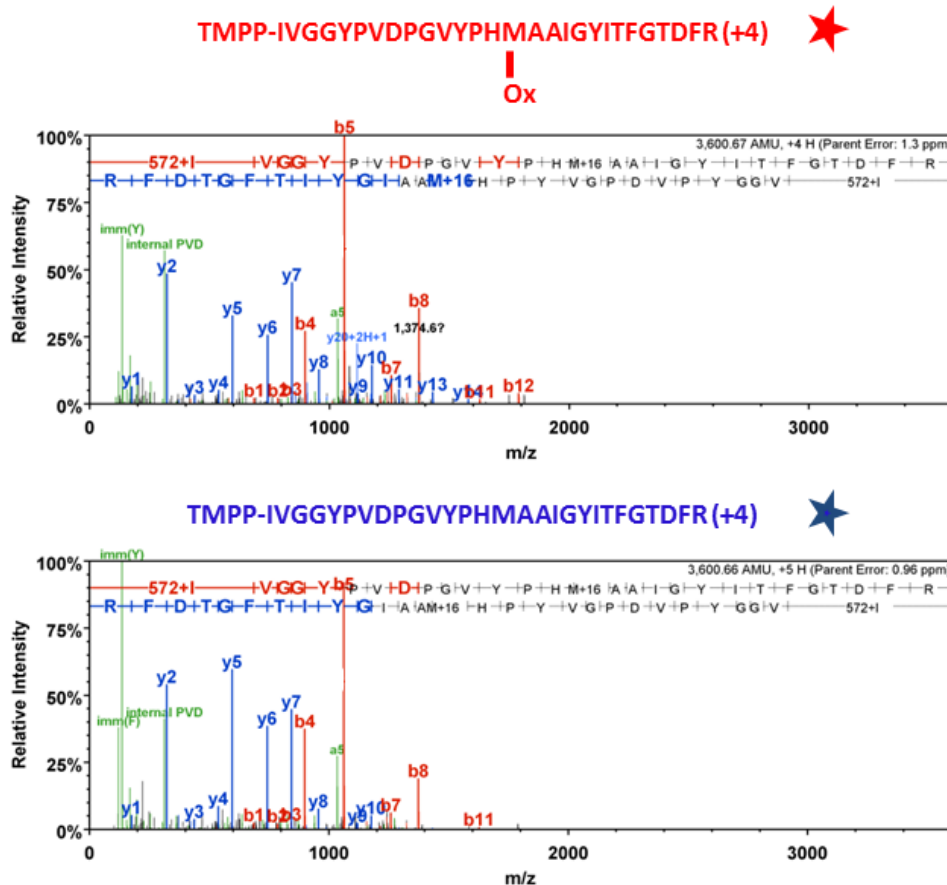 TMPP-IVGGYPVDPGVYPHMAAIGYITFGTDFR (+4)
Ox
3,600.67 AMU, +4 H (Parent Error: 1.3 ppm)
572+I V G G Y P V D P G V Y P H M+16 A A I G Y I T F G T D F R
R F D T G F T I Y G I A A M+16 H P Y V G P D V P Y G G V 572+I
Relative Intensity
100%
75%
50%
25%
0%
b5
imm(Y)
internal PVD
y2
y7
y5
a5
b8
1,374.6?
y6
b4
y20+2H+1
y8
y10
b7
y1
y3
y4
b1
b2
b3
y9
y11
y13
b11
b12
0 1000 2000 3000
m/z
TMPP-IVGGYPVDPGVYPHMAAIGYITFGTDFR (+4)
imm(Y)
3,600.66 AMU, +5 H (Parent Error: 0.96 ppm)
572+I V G G Y b5 P V D P G V Y P H M+16 A A I G Y I T F G T D F R
R F D T G F T I Y G I A A M+16 H P Y V G P D V P Y G G V 572+I
Relative Intensity
100%
75%
50%
25%
0%
y5
y2
internal PVD
imm(F)
y7
y6
b4
a5
b8
y1
y3
y4
b1
b2
b3
y8
y9
y10
b7
b11
0 1000 2000 3000
m/z